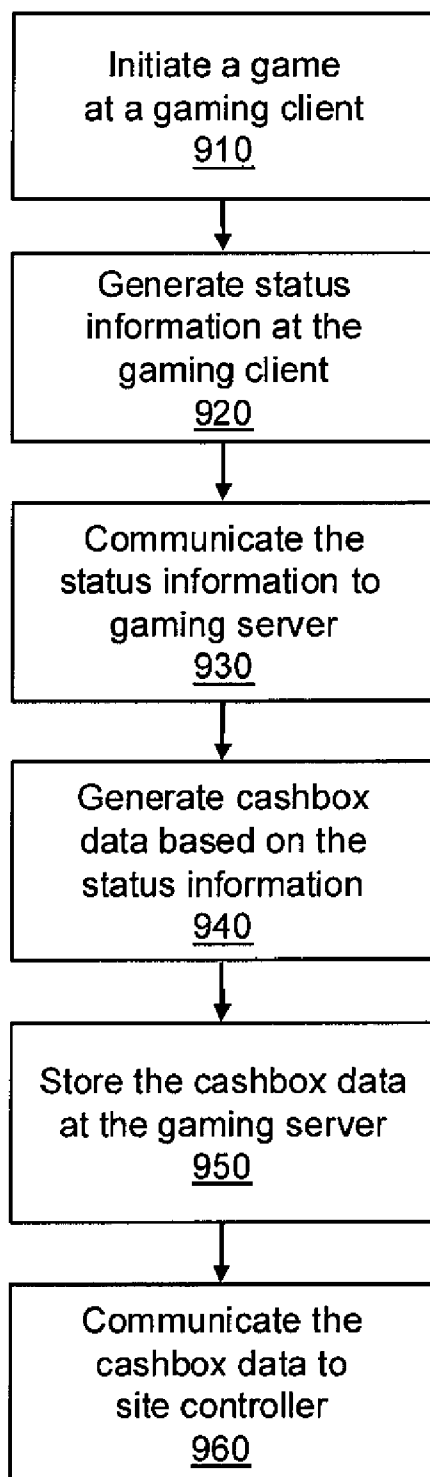 Initiate a game
at a gaming client
910
Generate status
information at the
gaming client
920
Communicate the
status information to
gaming server
930
Generate cashbox
data based on the
status information
940
Store the cashbox data
at the gaming server
950
Communicate the
cashbox data to
site controller
960